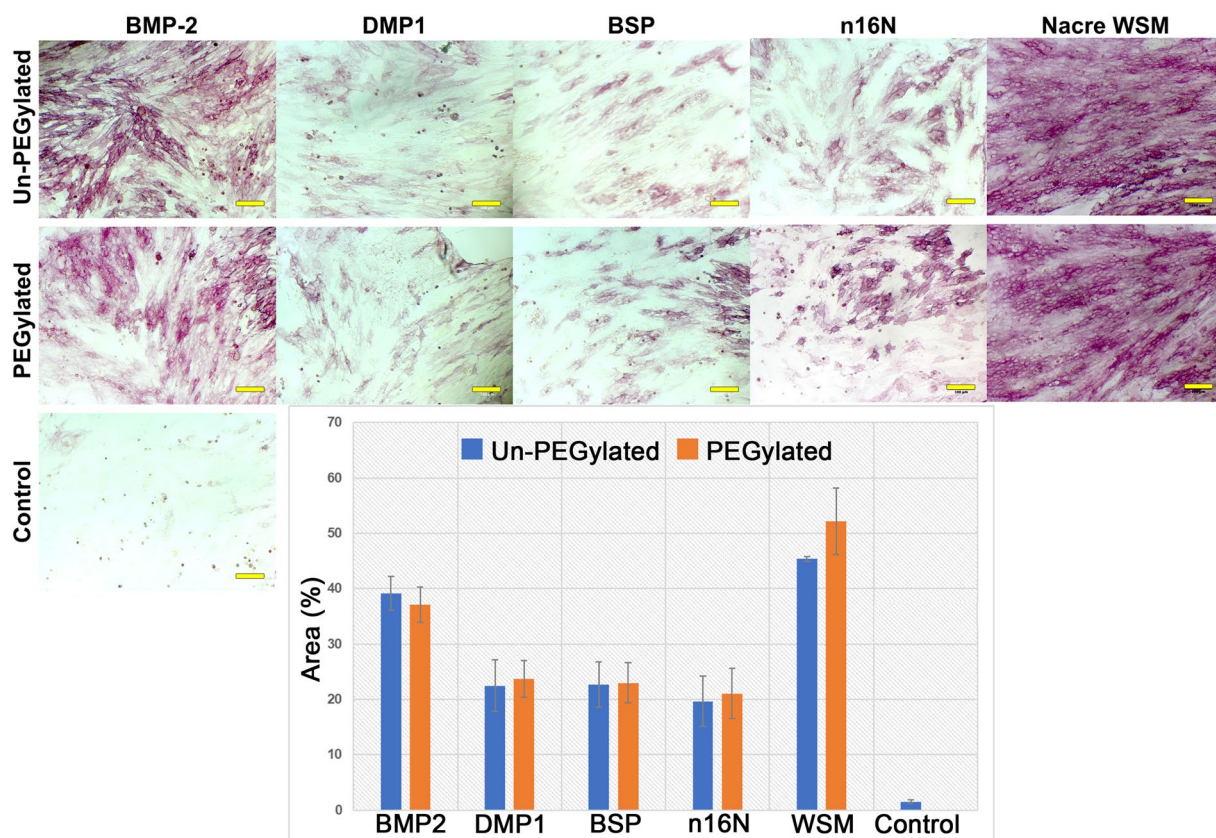 BMP-2 DMP1 BSP n16N Nacre WSM
Un-PEGylated
PEGylated
Control
Un-PEGylated PEGylated
Area (%)
70
60
50
40
30
20
10
0
BMP2 DMP1 BSP n16N WSM Control